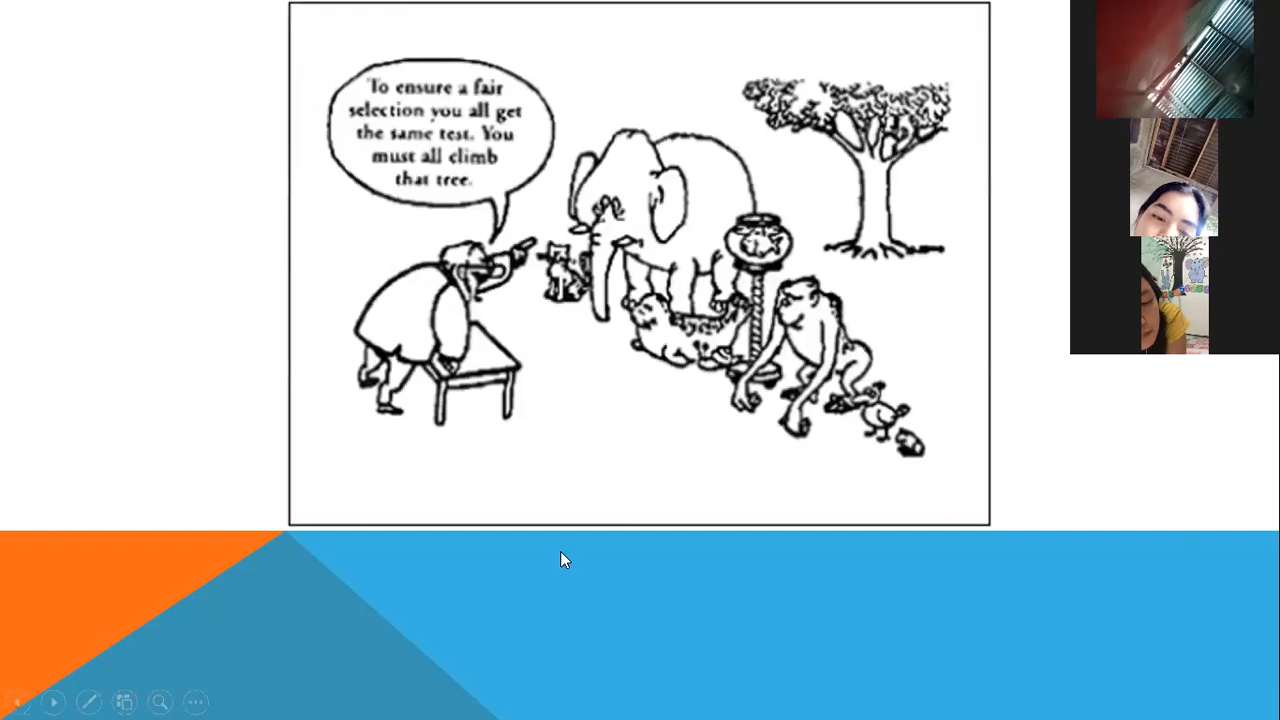 To ensure a fair
selection you all get
the same test. You
must all climb
that tree.